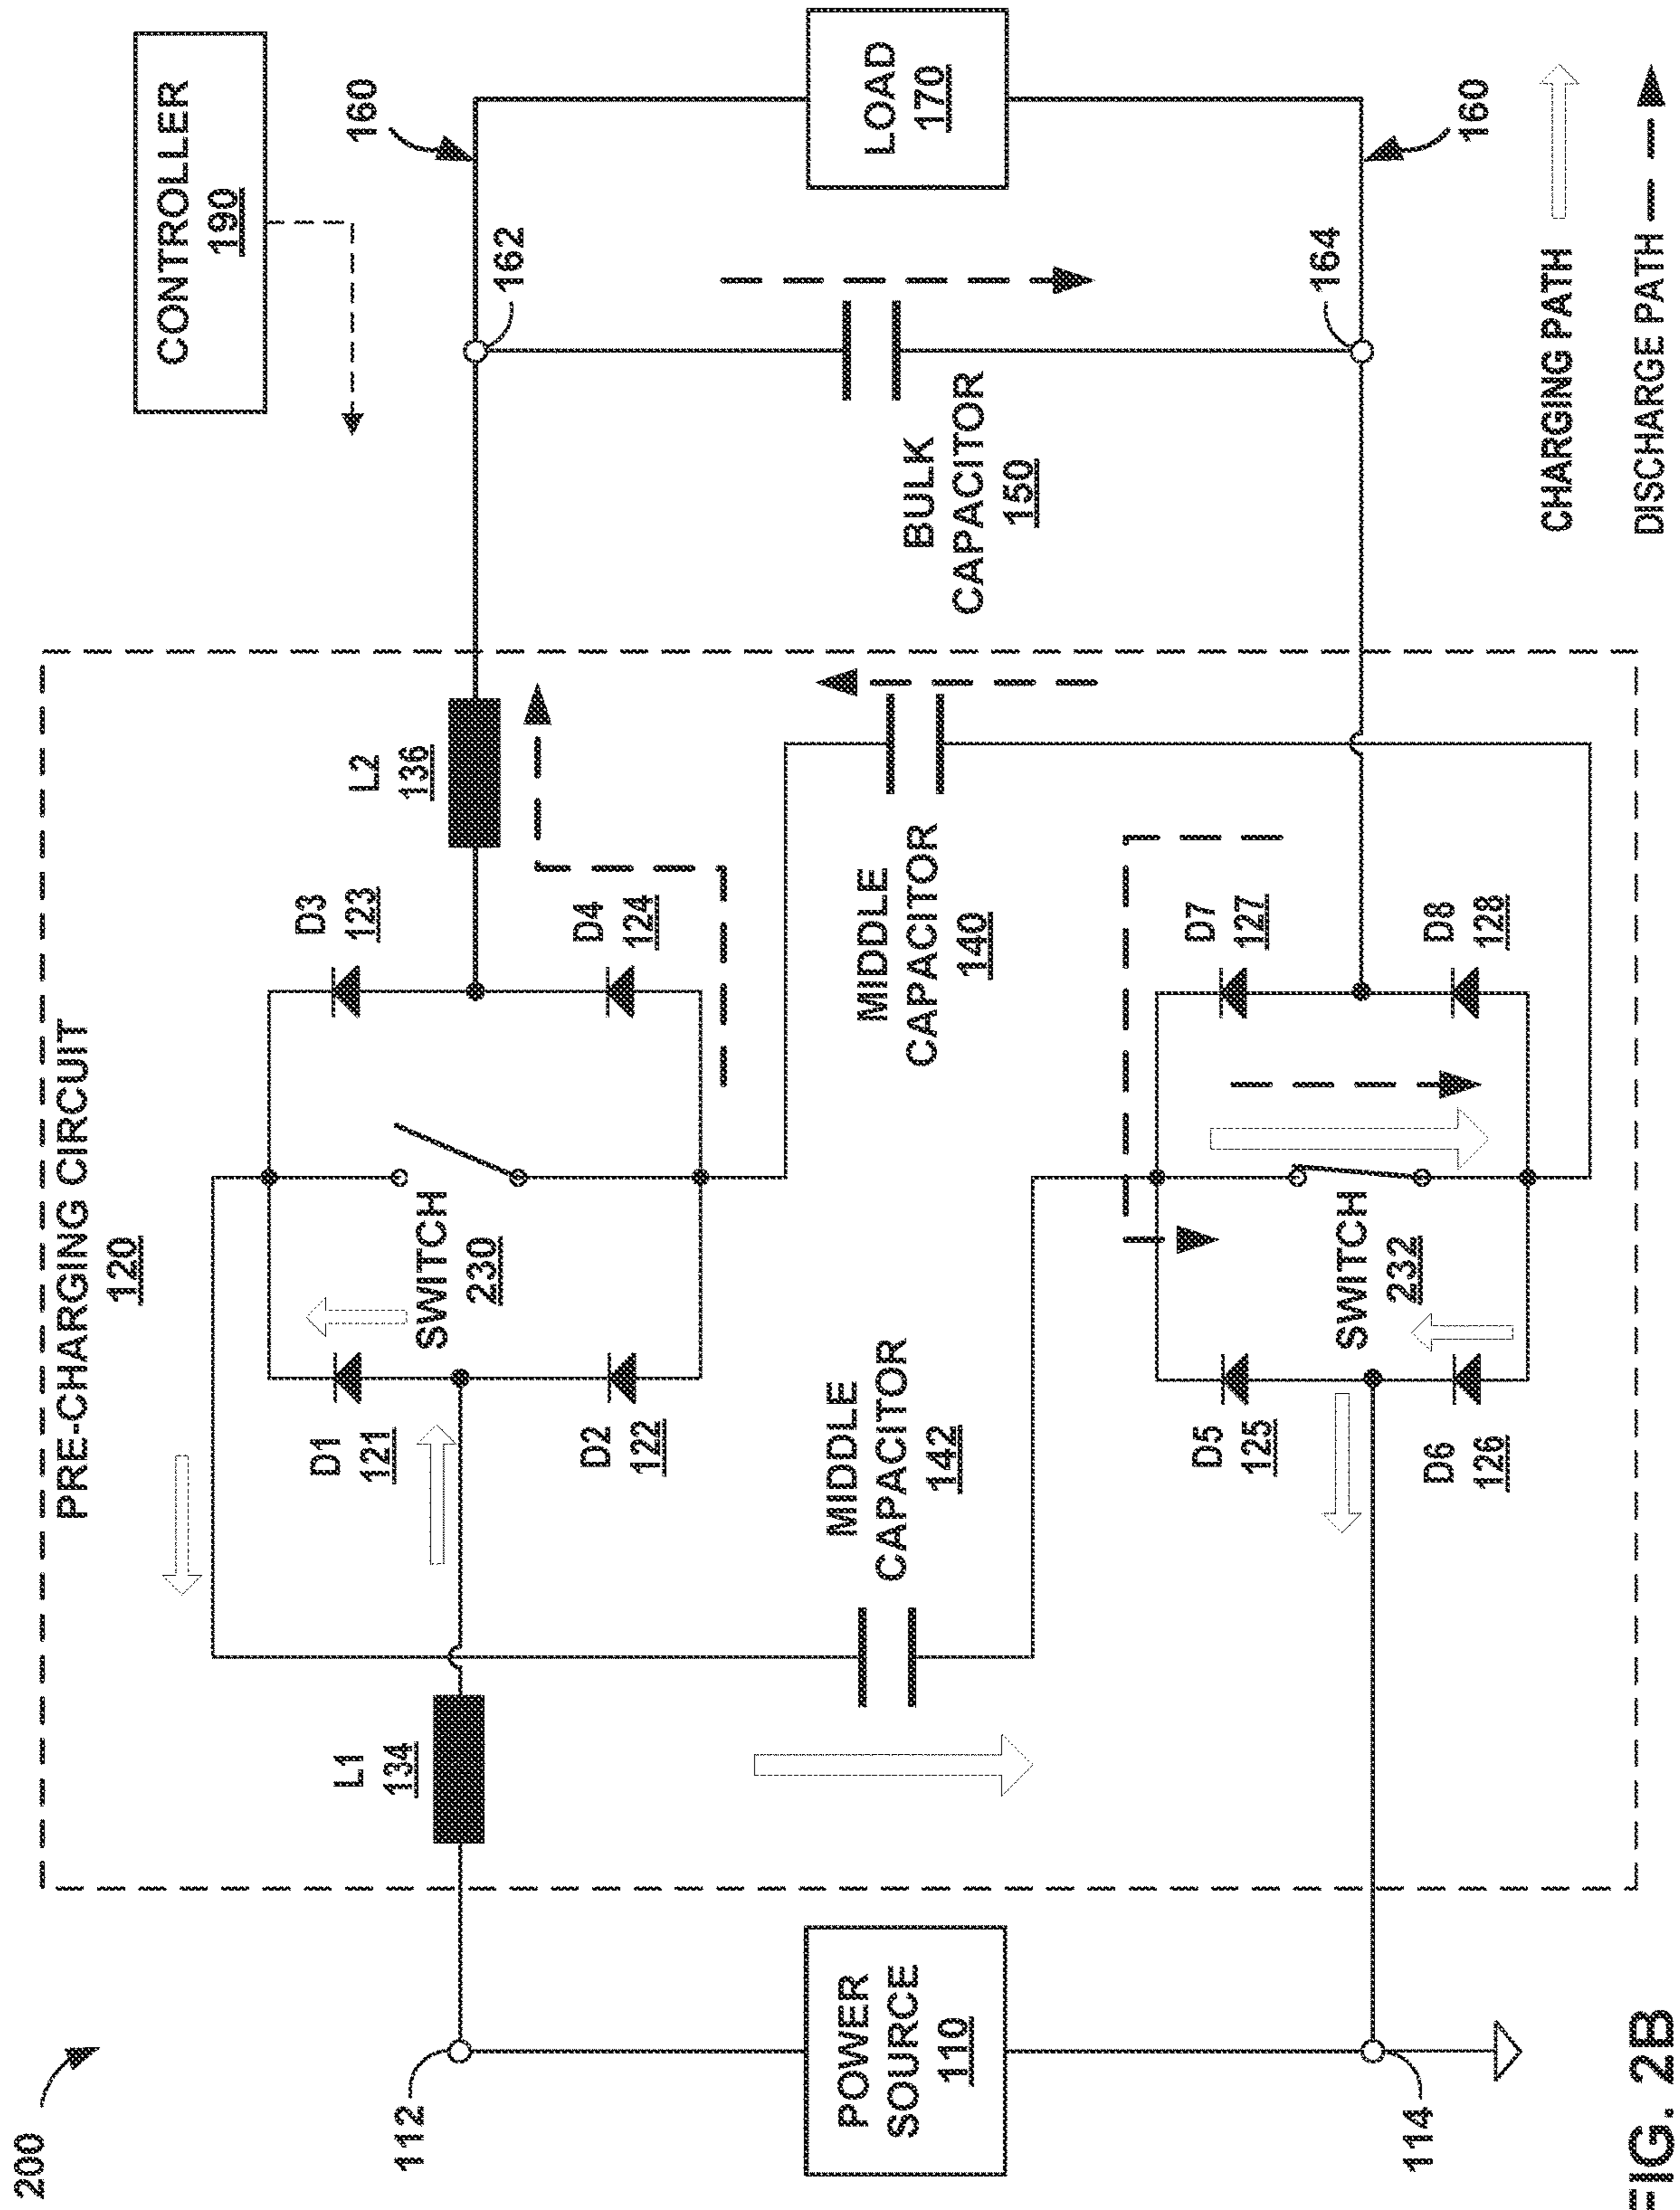 200
PRE-CHARGING CIRCUIT
120
CONTROLLER
190
L1
134
D1
121
D3
123
L2
136
160
112
SWITCH
230
162
D2
122
D4
124
POWER
SOURCE
110
MIDDLE
CAPACITOR
142
MIDDLE
CAPACITOR
140
BULK
CAPACITOR
150
LOAD
170
D5
125
D7
127
164
SWITCH
232
114
D6
126
D8
128
160
CHARGING PATH
DISCHARGE PATH
FIG. 2B